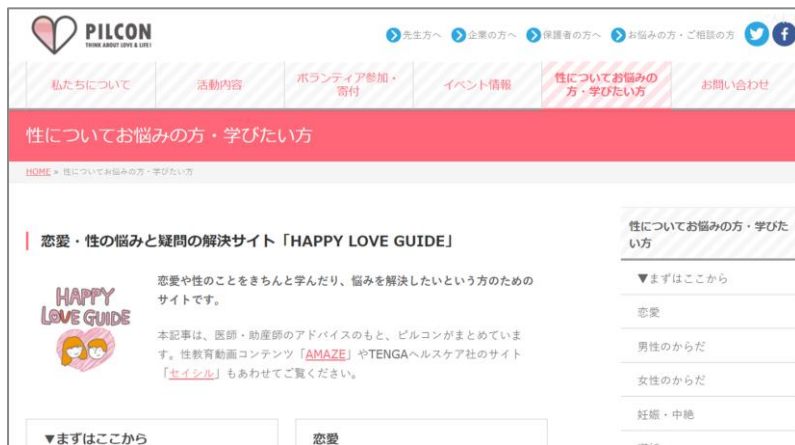 PILCON
THINK ABOUT LOVE & LIFE!
先生方へ 企業の方へ 保護者の方へ お悩みの方・ご相談の方
私たちについて
活動内容
ボランティア参加・
寄付
イベント情報
性についてお悩みの
方・学びたい方
お問い合わせ
性についてお悩みの方・学びたい方
HOME » 性についてお悩みの方・学びたい方
恋愛・性の悩みと疑問の解決サイト「HAPPY LOVE GUIDE」
HAPPY
LOVE GUIDE
恋愛や性のことをきちんと学んだり、悩みを解決したいという方のための
サイトです。
本記事は、医師・助産師のアドバイスのもと、ピルコンがまとめていま
す。性教育動画コンテンツ「AMAZE」やTENGAヘルスケア社のサイト
「セイシル」もあわせてご覧ください。
▼まずはここから
恋愛
性についてお悩みの方・学びた
い方
▼まずはここから
恋愛
男性のからだ
女性のからだ
妊娠・中絶